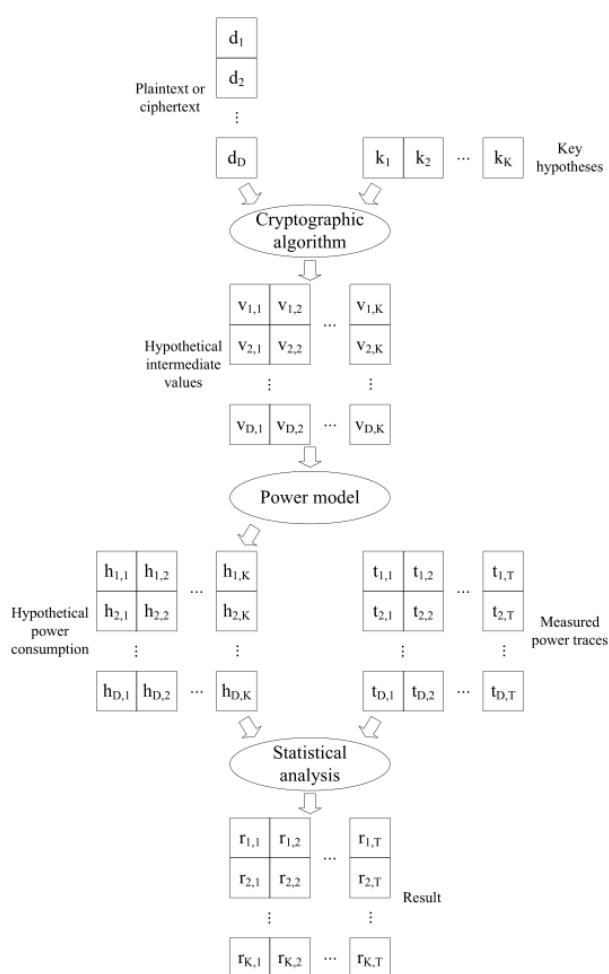 d1
d2
Plaintext or
ciphertext
⋮
dD
k1 k2 ... kK
Key
hypotheses
Cryptographic
algorithm
v1,1 v1,2 ... v1,K
v2,1 v2,2 v2,K
Hypothetical
intermediate
values
⋮ ⋮
vD,1 vD,2 ... vD,K
Power model
h1,1 h1,2 ... h1,K
h2,1 h2,2 h2,K
Hypothetical
power
consumption
⋮ ⋮
hD,1 hD,2 ... hD,K
t1,1 t1,2 ... t1,T
t2,1 t2,2 t2,T
Measured
power traces
⋮ ⋮
tD,1 tD,2 ... tD,T
Statistical
analysis
r1,1 r1,2 ... r1,T
r2,1 r2,2 r2,T
Result
⋮ ⋮
rK,1 rK,2 ... rK,T